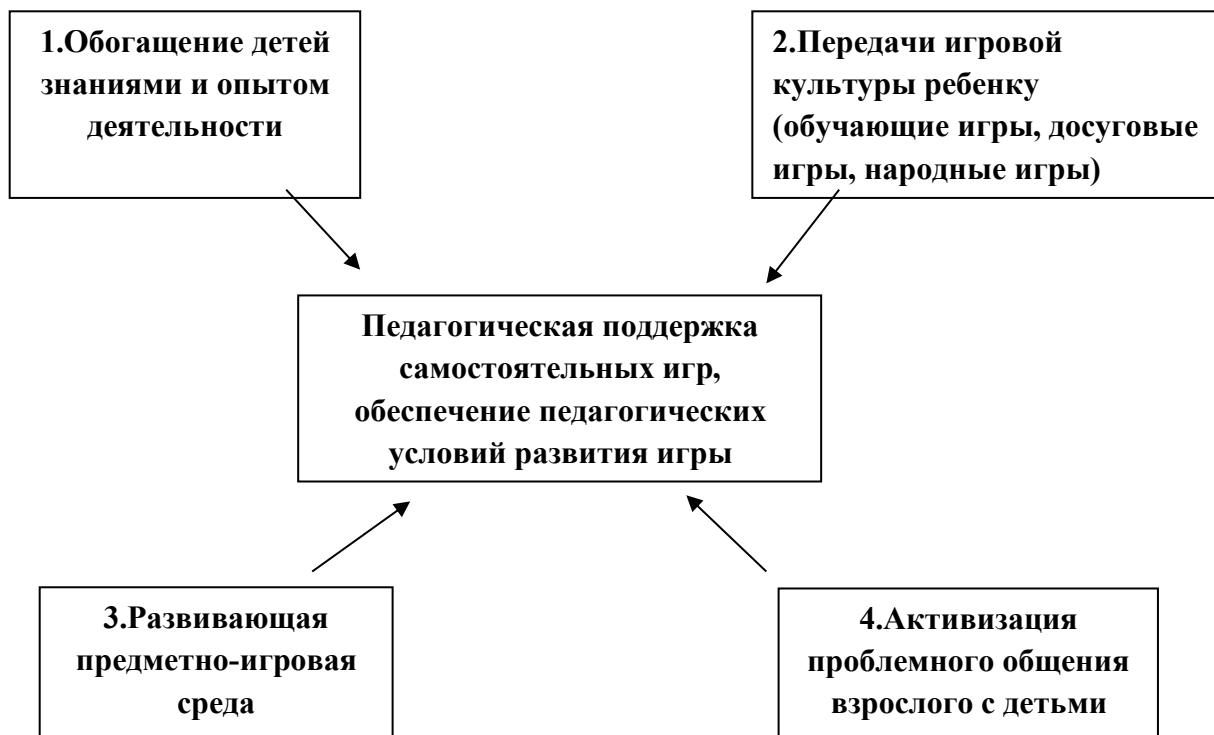 1.Обогащение детей
знаниями и опытом
деятельности
2.Передачи игровой
культуры ребенку
(обучающие игры, досуговые
игры, народные игры)
Педагогическая поддержка
самостоятельных игр,
обеспечение педагогических
условий развития игры
3.Развивающая
предметно-игровая
среда
4.Активизация
проблемного общения
взрослого с детьми